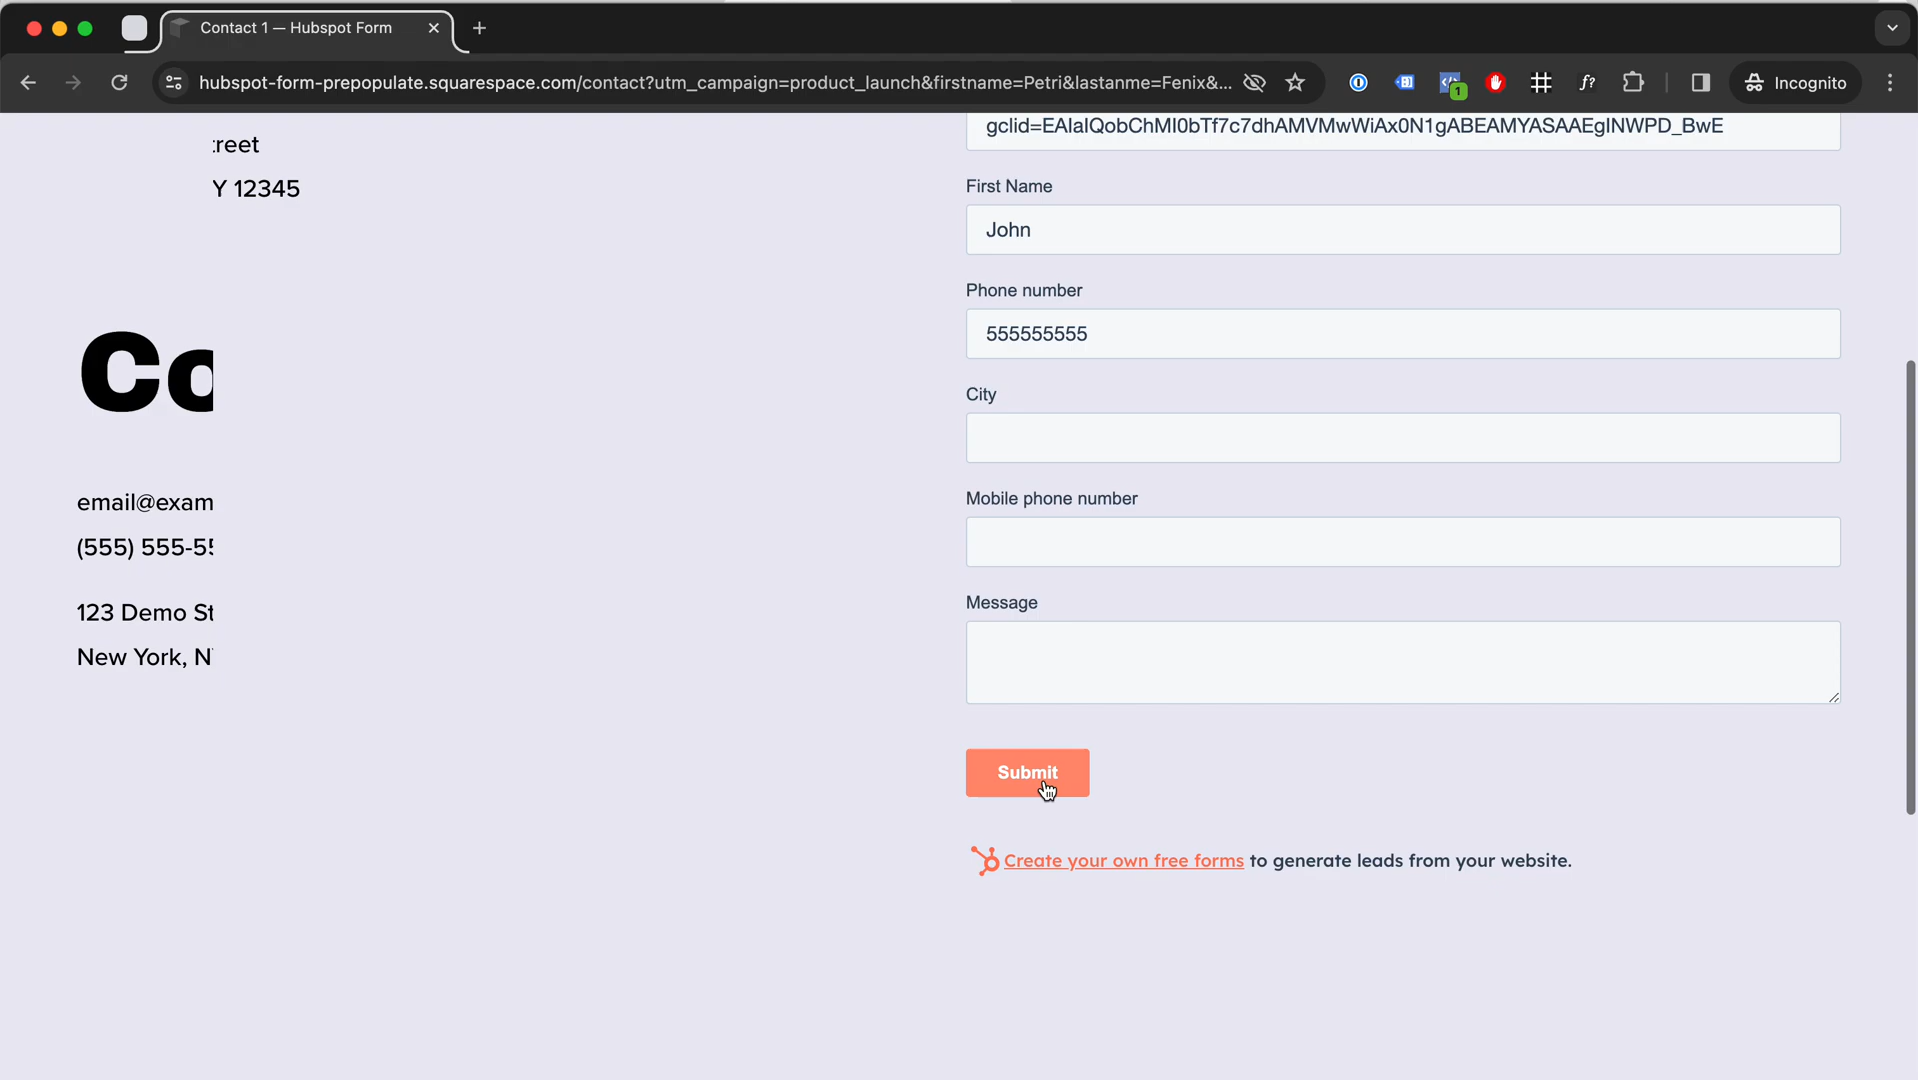 Contact 1 — Hubspot Form
hubspot-form-prepopulate.squarespace.com/contact?utm_campaign=product_launch&firstname=Petri&lastanme=Fenix&...
1
f?
Incognito
:reet
Y 12345
Co
email@exam
(555) 555-55
123 Demo St
New York, N
gclid=EAIaIQobChMI0bTf7c7dhAMVMwWiAx0N1gABEAMYASAAEgINWPD_BwE
First Name
John
Phone number
555555555
City
Mobile phone number
Message
Submit
Create your own free forms to generate leads from your website.